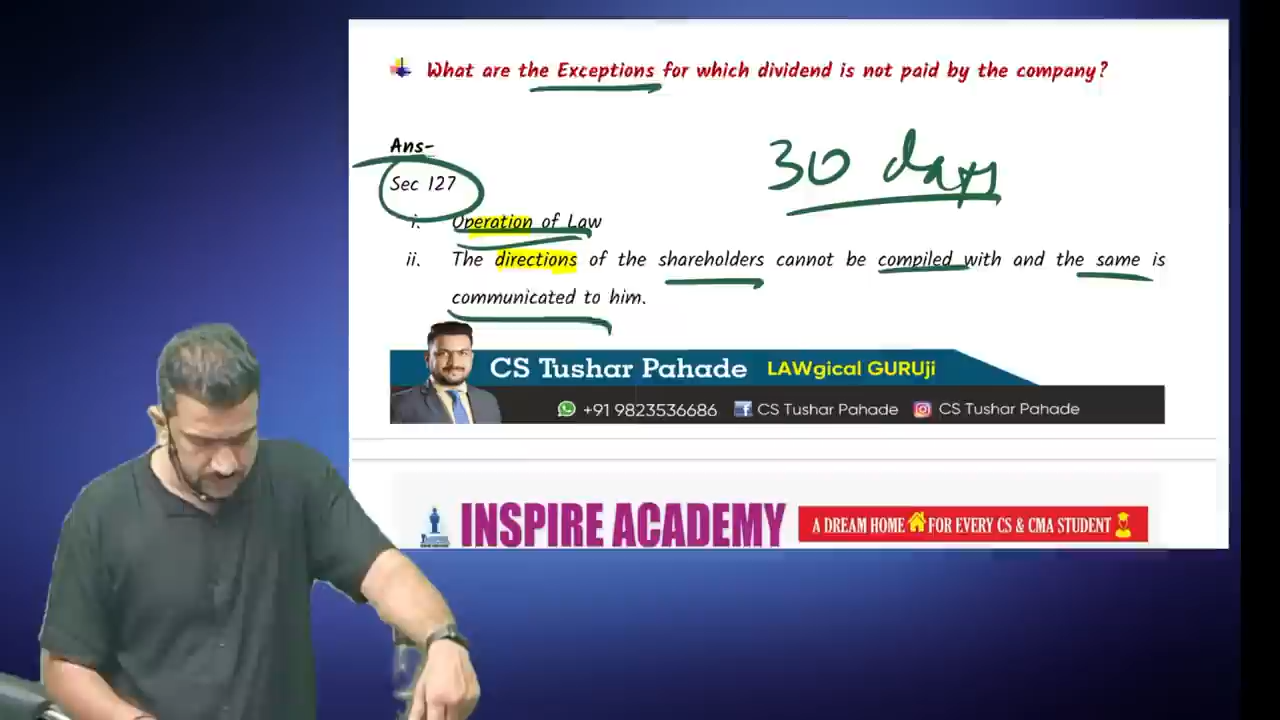 What are the Exceptions for which dividend is not paid by the company?
Ans-
30 days
Sec 127
i. Operation of Law
ii. The directions of the shareholders cannot be compiled with and the same is
communicated to him.
CS Tushar Pahade LAWgical GURUji
+91 9823536686 CS Tushar Pahade CS Tushar Pahade
INSPIRE ACADEMY A DREAM HOME FOR EVERY CS & CMA STUDENT